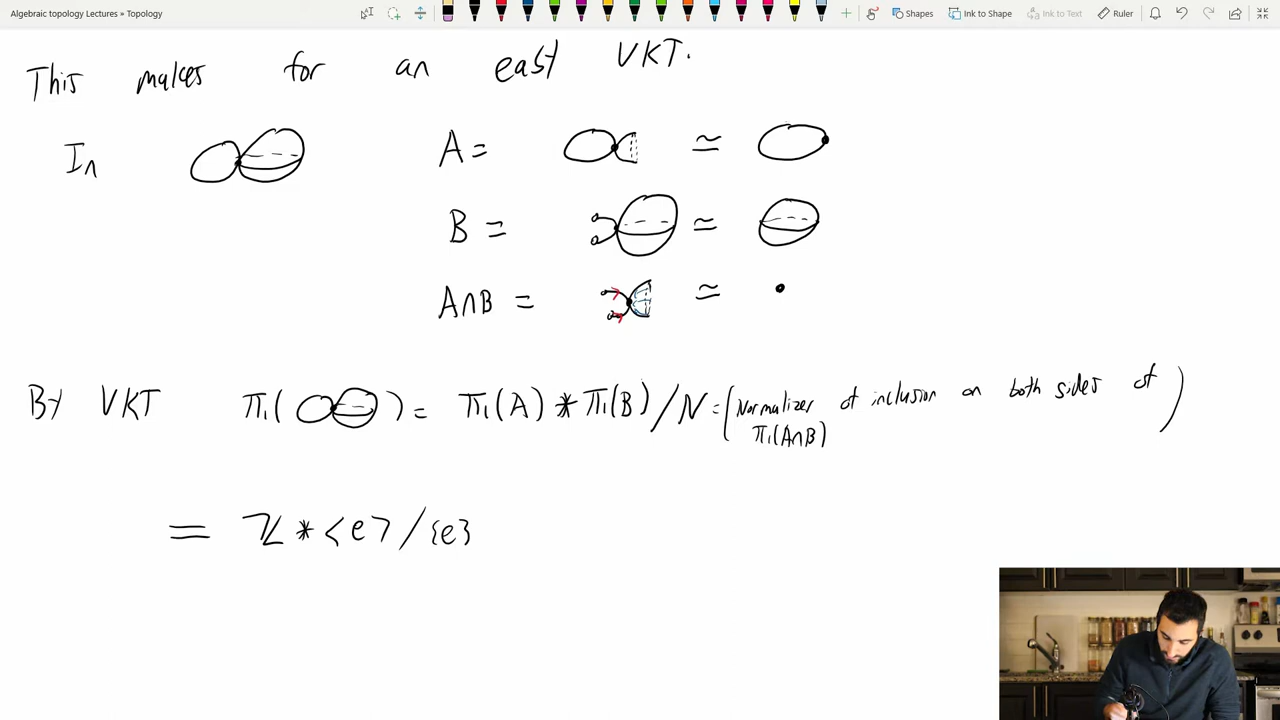 Algebraic topology Lectures - Topology
Shapes Ink to Shape Ink to Text Ruler
This makes for an easy VKT.
In A = ≃
B = ≃
A∩B = ≃
By VKT π₁( ) = π₁(A) * π₁(B) / N = (Normalizer of inclusion on both sides of
π₁(A∩B) )
= ℤ * <e> / {e}